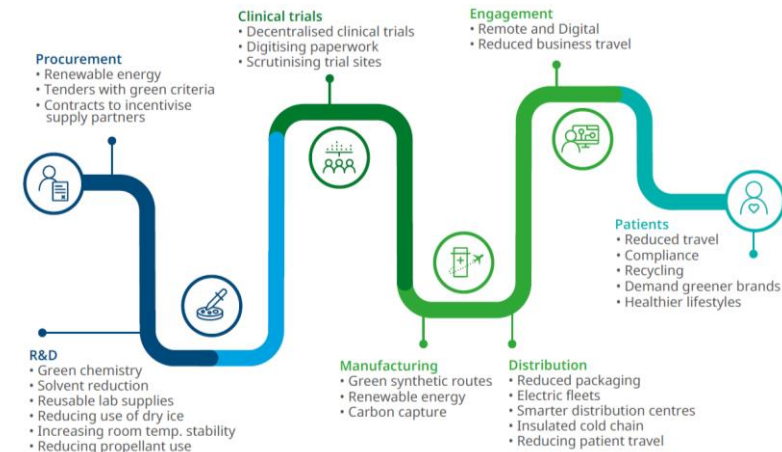 Procurement
• Renewable energy
• Tenders with green criteria
• Contracts to incentivise
supply partners
R&D
• Green chemistry
• Solvent reduction
• Reusable lab supplies
• Reducing use of dry ice
• Increasing room temp. stability
• Reducing propellant use
Clinical trials
• Decentralised clinical trials
• Digitising paperwork
• Scrutinising trial sites
Manufacturing
• Green synthetic routes
• Renewable energy
• Carbon capture
Distribution
• Reduced packaging
• Electric fleets
• Smarter distribution centres
• Insulated cold chain
• Reducing patient travel
Engagement
• Remote and Digital
• Reduced business travel
Patients
• Reduced travel
• Compliance
• Recycling
• Demand greener brands
• Healthier lifestyles